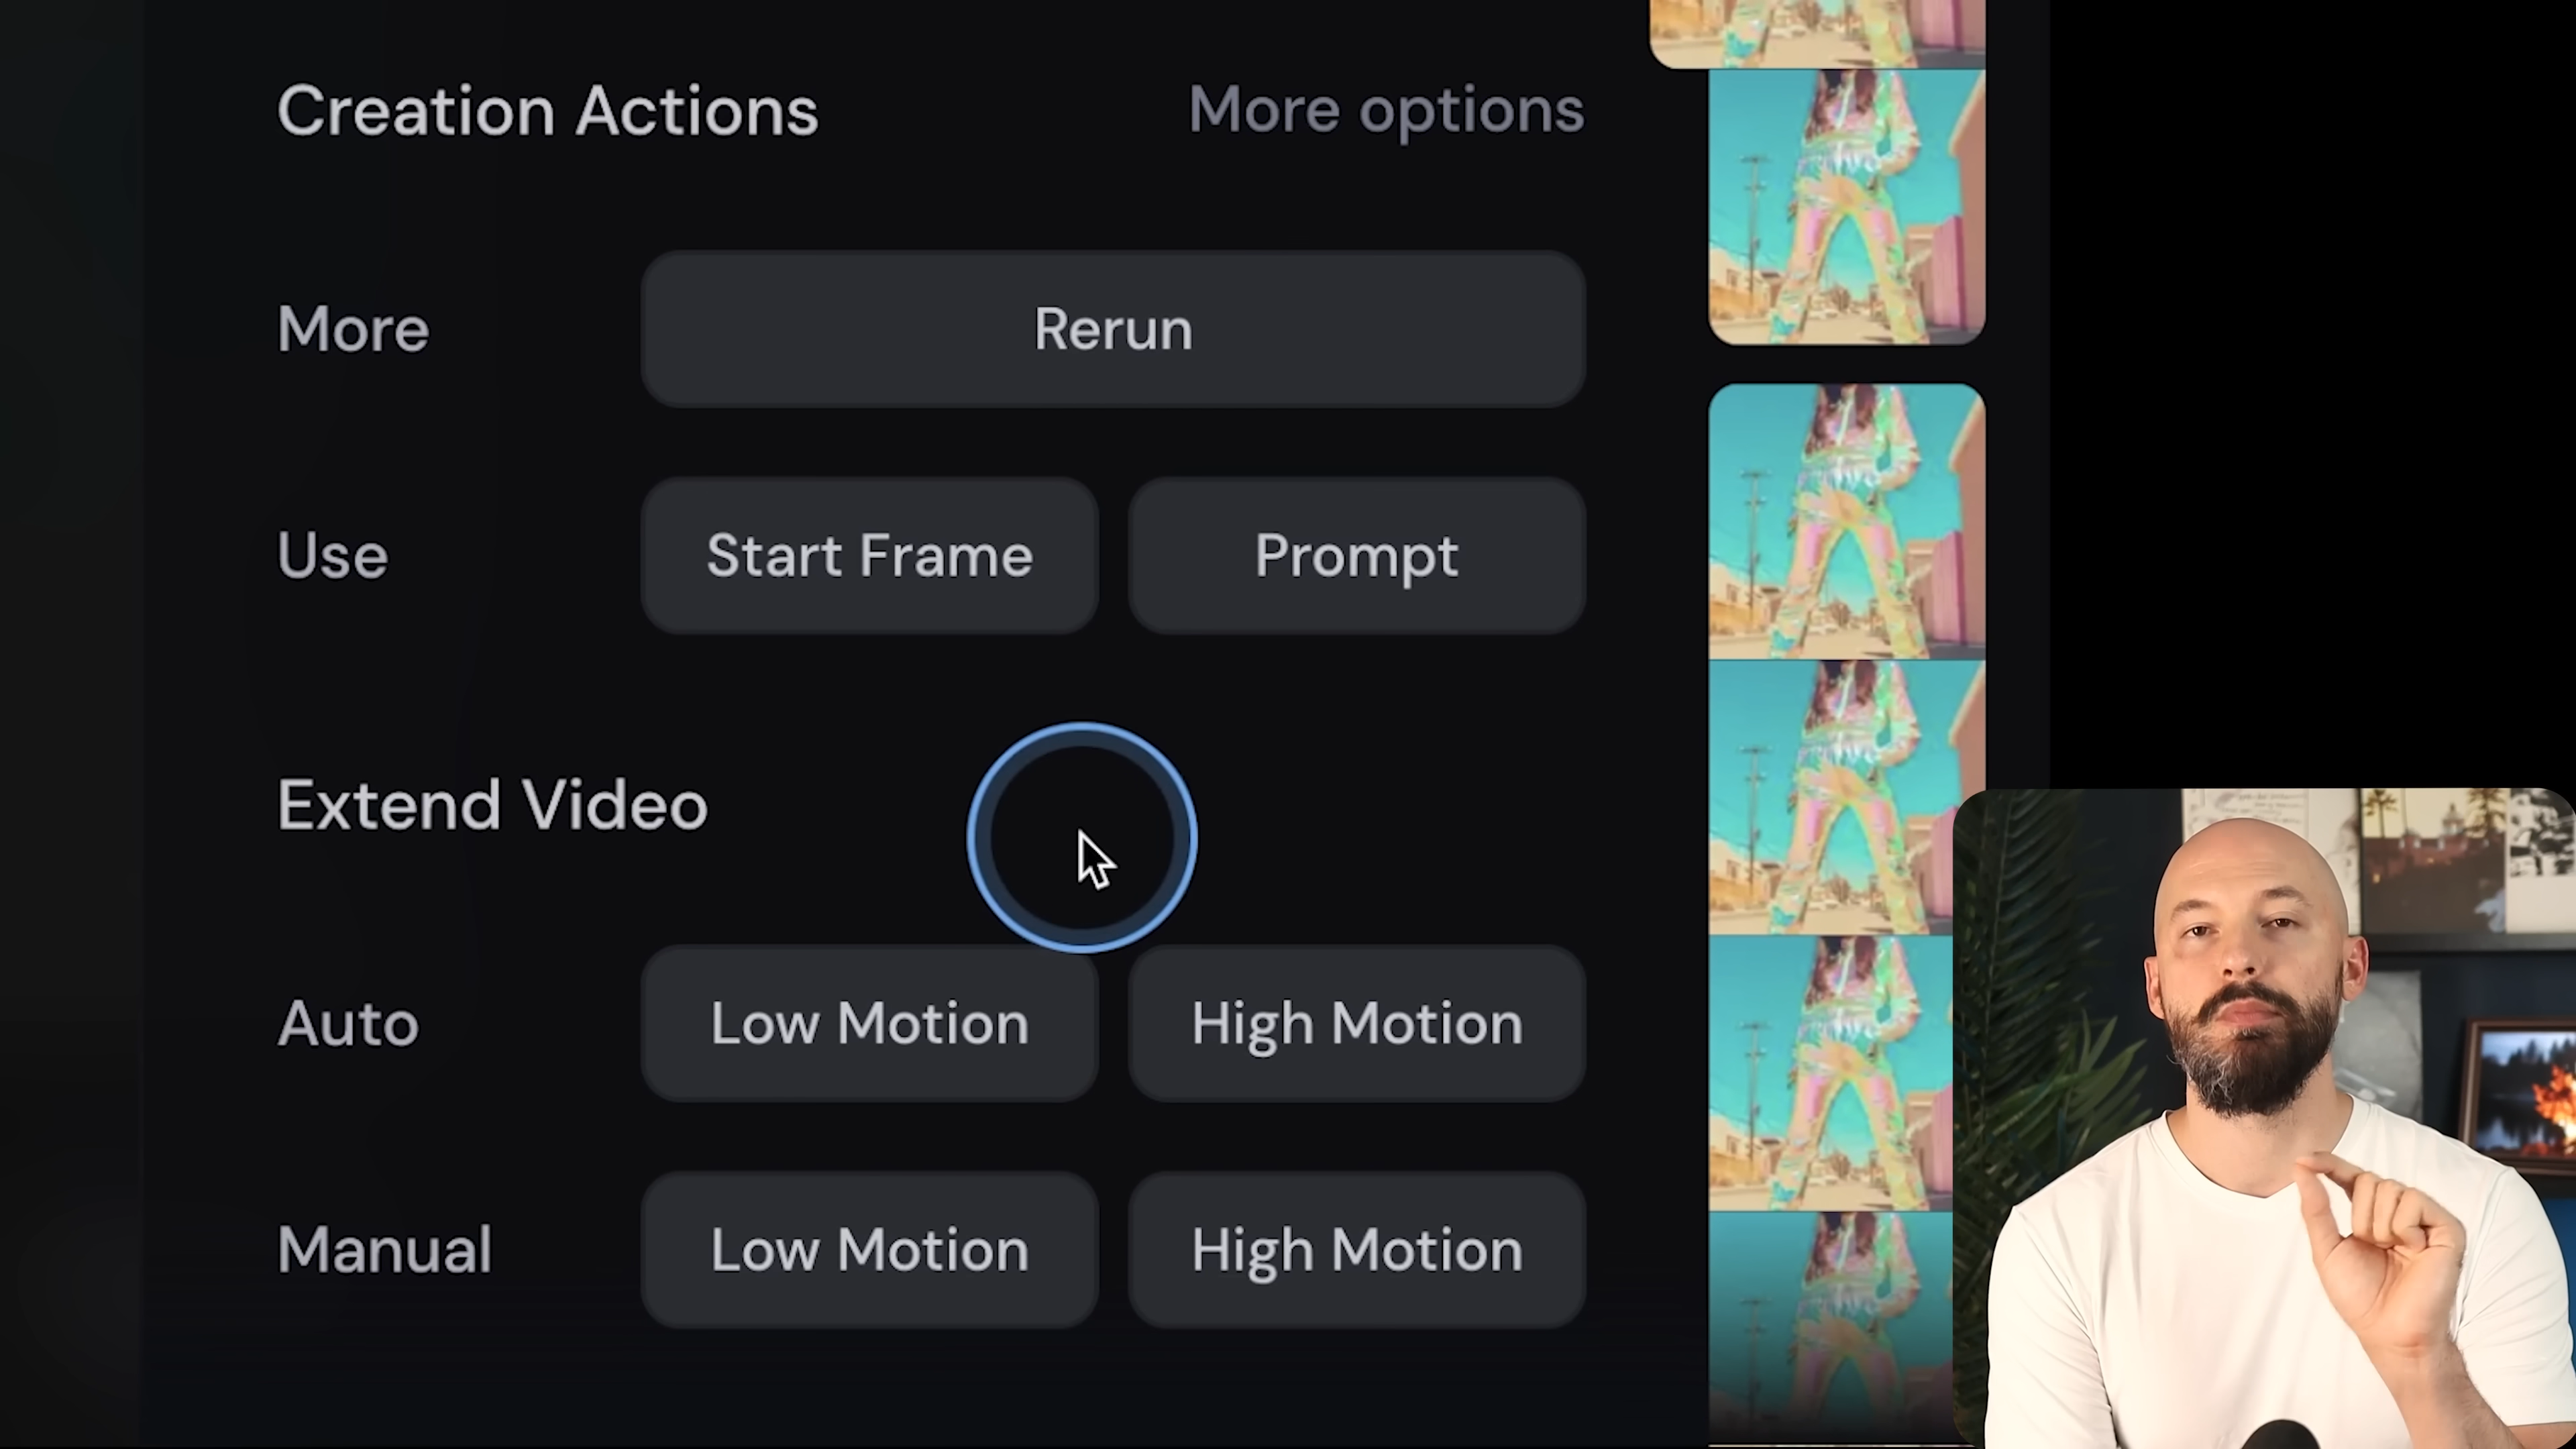 Creation Actions
More options
More
Rerun
Use
Start Frame
Prompt
Extend Video
Auto
Low Motion
High Motion
Manual
Low Motion
High Motion